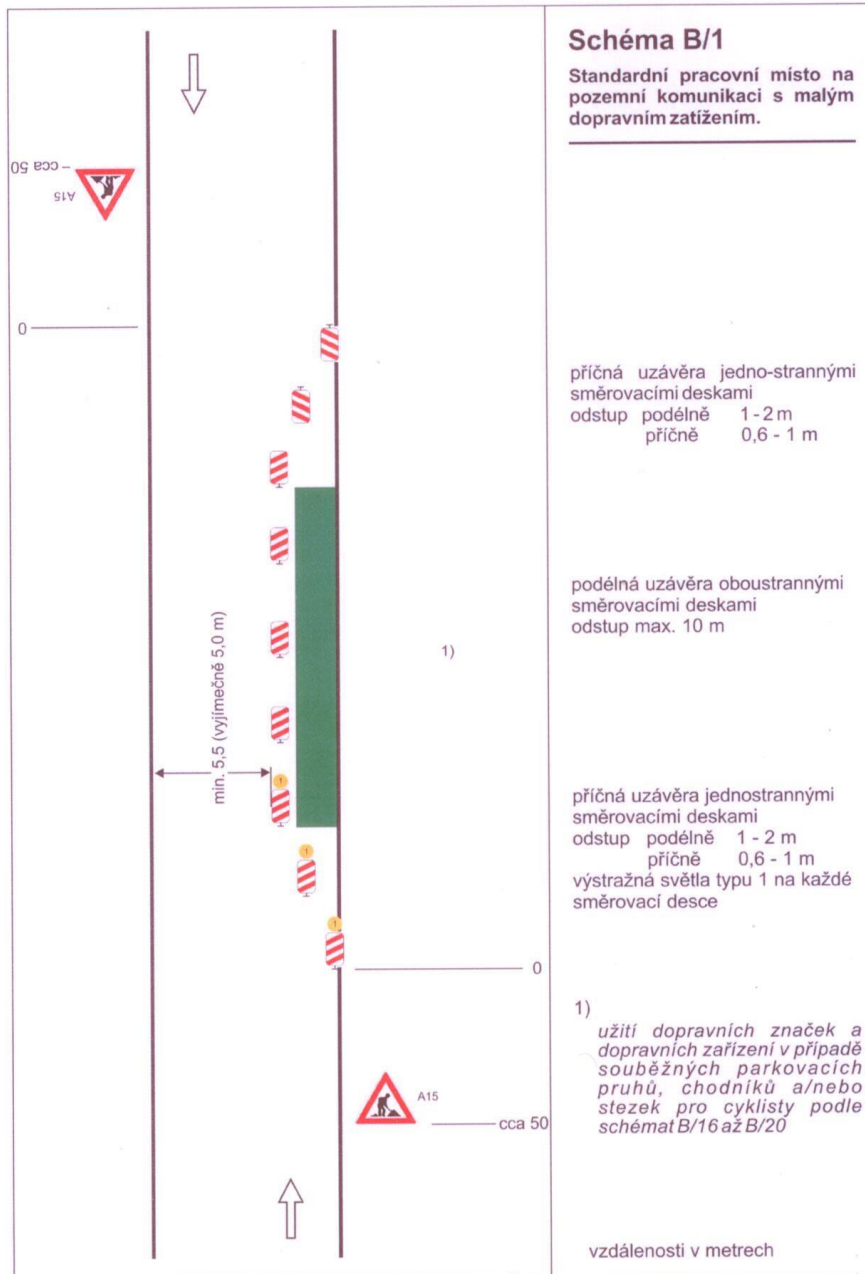 Schéma B/1
Standardní pracovní místo na
pozemní komunikaci s malým
dopravním zatížením.
cca 50
A15
0
příčná uzávěra jedno-strannými
směrovacími deskami
odstup podélně 1 - 2 m
příčně 0,6 - 1 m
podélná uzávěra oboustrannými
směrovacími deskami
odstup max. 10 m
1)
min. 5,5 (vyjímečně 5,0 m)
příčná uzávěra jednostrannými
směrovacími deskami
odstup podélně 1 - 2 m
příčně 0,6 - 1 m
výstražná světla typu 1 na každé
směrovací desce
1
1
1
0
A15
cca 50
1)
užití dopravních značek a
dopravních zařízení v případě
souběžných parkovacích
pruhů, chodníků a/nebo
stezek pro cyklisty podle
schémat B/16 až B/20
vzdálenosti v metrech